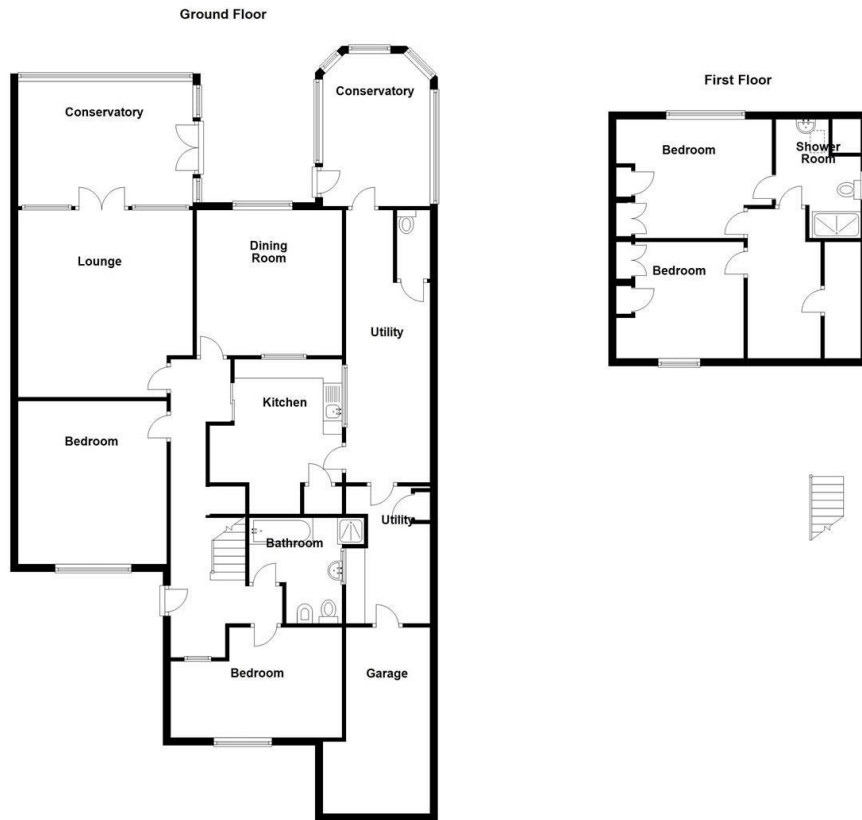 Ground Floor
Conservatory
Conservatory
Lounge
Dining
Room
Utility
Kitchen
Bedroom
Utility
Bathroom
Bedroom
Garage
First Floor
Bedroom
Shower
Room
Bedroom